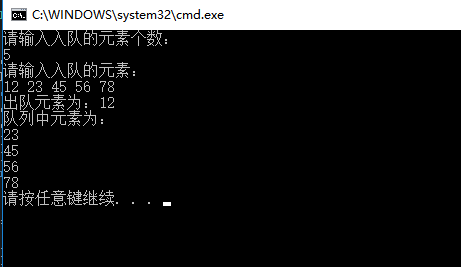 C:\WINDOWS\system32\cmd.exe
请输入入队的元素个数：
5
请输入入队的元素：
12 23 45 56 78
出队元素为：12
队列中元素为：
23
45
56
78
请按任意键继续. . .